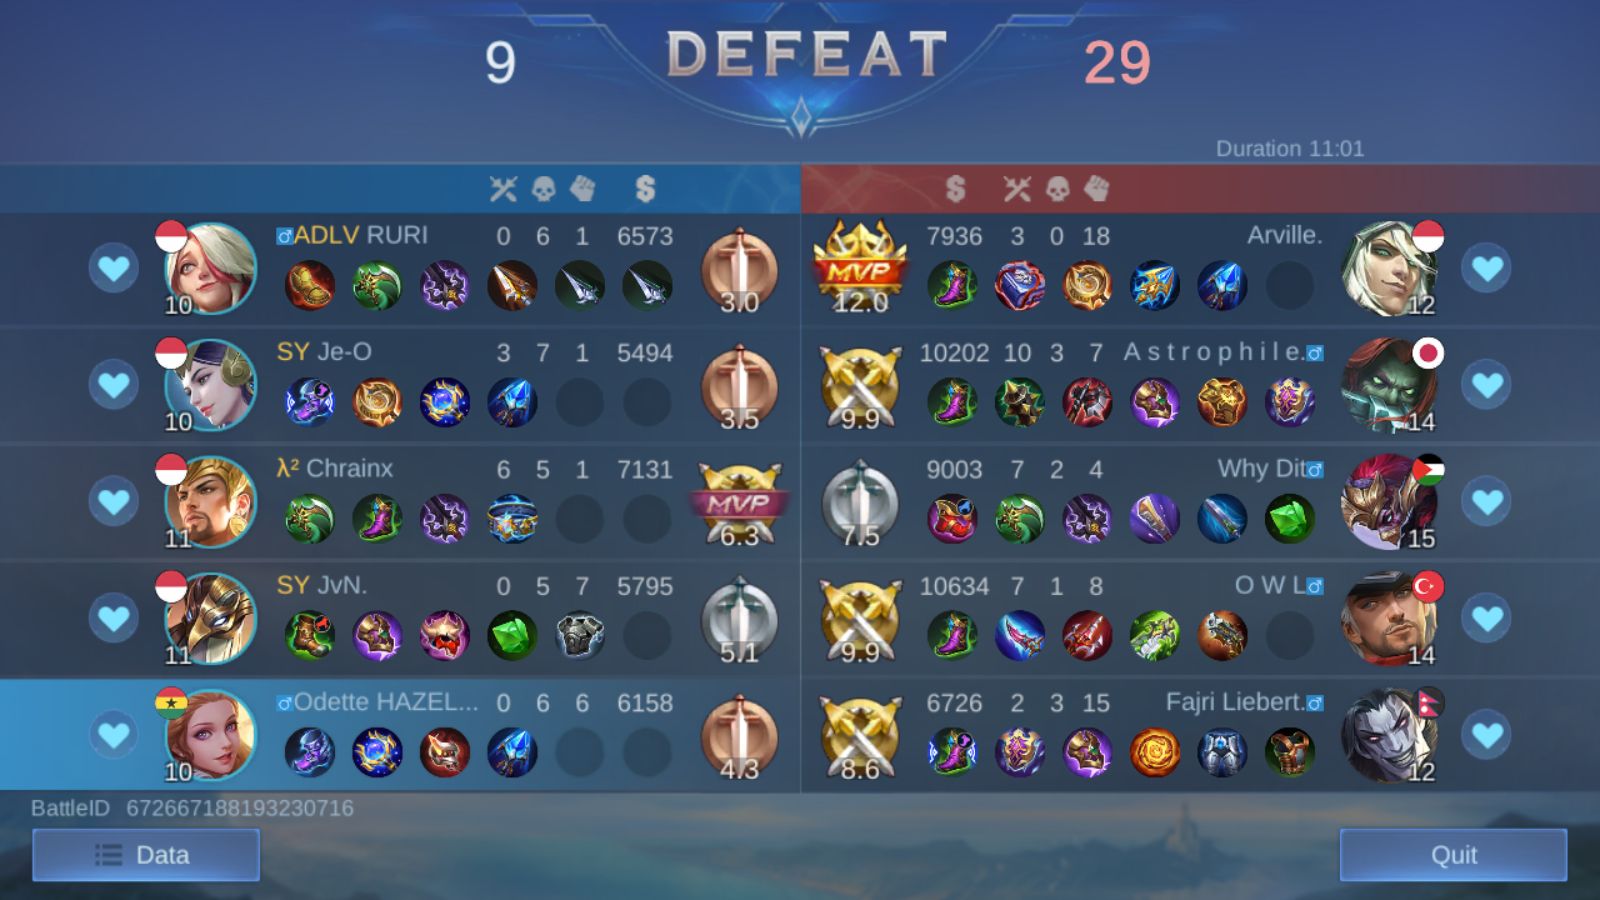 9 DEFEAT 29
Duration 11:01
10 ADLV RURI 0 6 1 6573 3.0
MVP 12.0 7936 3 0 18 Arville. 12
10 SY Je-O 3 7 1 5494 3.5
9.9 10202 10 3 7 A s t r o p h i l e. 14
11 λ² Chrainx 6 5 1 7131 MVP 6.3
7.5 9003 7 2 4 Why Dit 15
11 SY JvN. 0 5 7 5795 5.1
9.9 10634 7 1 8 O W L 14
10 Odette HAZEL... 0 6 6 6158 4.3
8.6 6726 2 3 15 Fajri Liebert. 12
BattleID 672667188193230716
Data
Quit